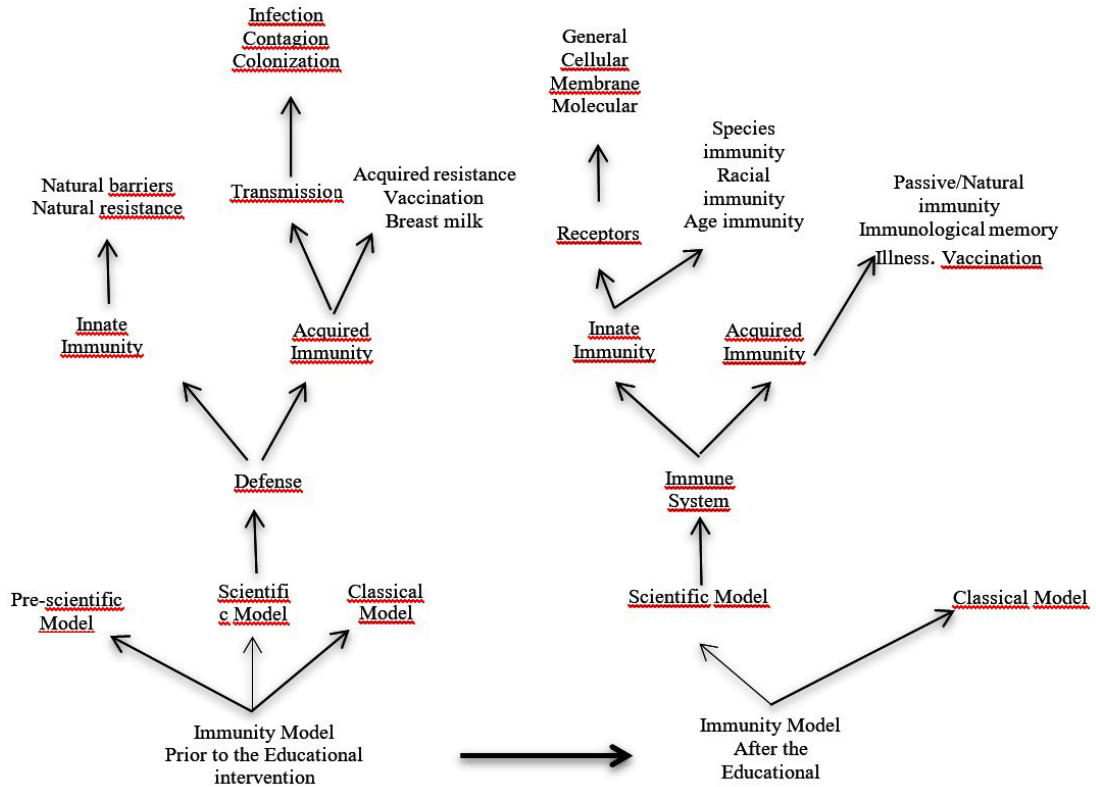 Infection
Contagion
Colonization
Natural barriers
Natural resistance
Transmission
Acquired resistance
Vaccination
Breast milk
Innate
Immunity
Acquired
Immunity
Defense
Pre-scientific
Model
Scientifi
c Model
Classical
Model
Immunity Model
Prior to the Educational
intervention
General
Cellular
Membrane
Molecular
Species
immunity
Racial
immunity
Age immunity
Receptors
Passive/Natural
immunity
Immunological memory
Illness. Vaccination
Innate
Immunity
Acquired
Immunity
Immune
System
Scientific Model
Classical Model
Immunity Model
After the
Educational